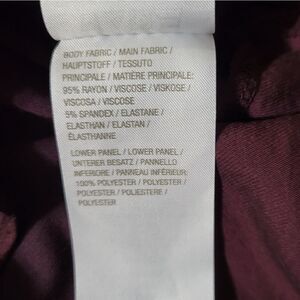 BODY FABRIC / MAIN FABRIC /
HAUPTSTOFF / TESSUTO
PRINCIPALE / MATIÈRE PRINCIPALE:
95% RAYON / VISCOSE / VISKOSE /
VISCOSA / VISCOSE
5% SPANDEX / ELASTANE /
ELASTHAN / ELASTAN /
ÉLASTHANNE
LOWER PANEL / LOWER PANEL /
UNTERER BESATZ / PANNELLO
INFERIORE / PANNEAU INFÉRIEUR:
100% POLYESTER / POLYESTER /
POLYESTER / POLIESTERE /
POLYESTER